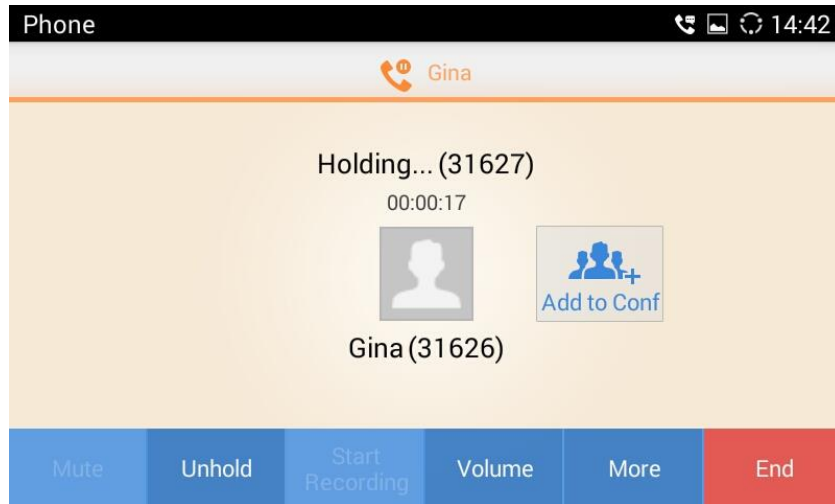 Phone
14:42
Gina
Holding... (31627)
00:00:17
Add to Conf
Gina (31626)
Mute
Unhold
Start
Recording
Volume
More
End